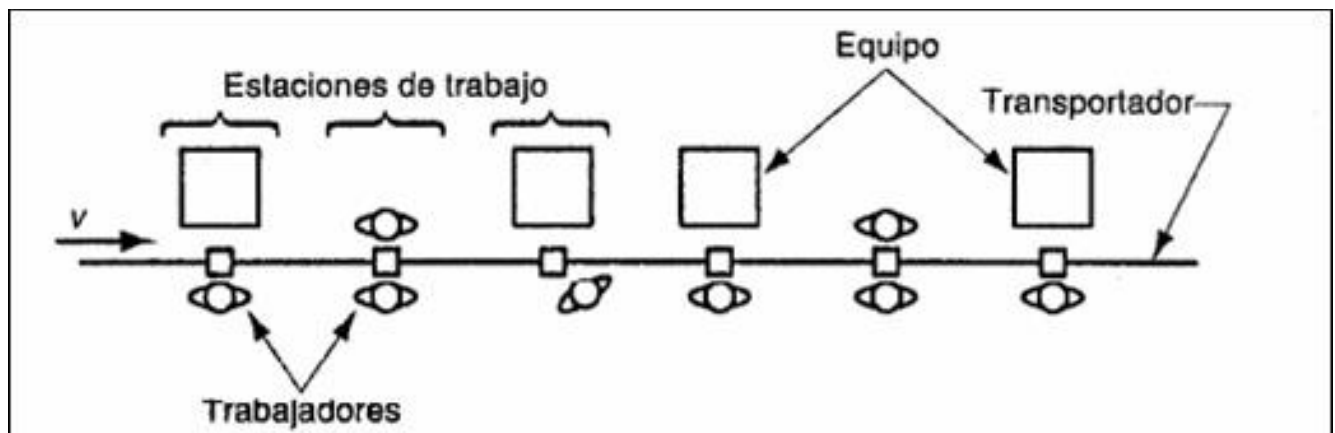 Equipo
Estaciones de trabajo
Transportador
v
Trabajadores